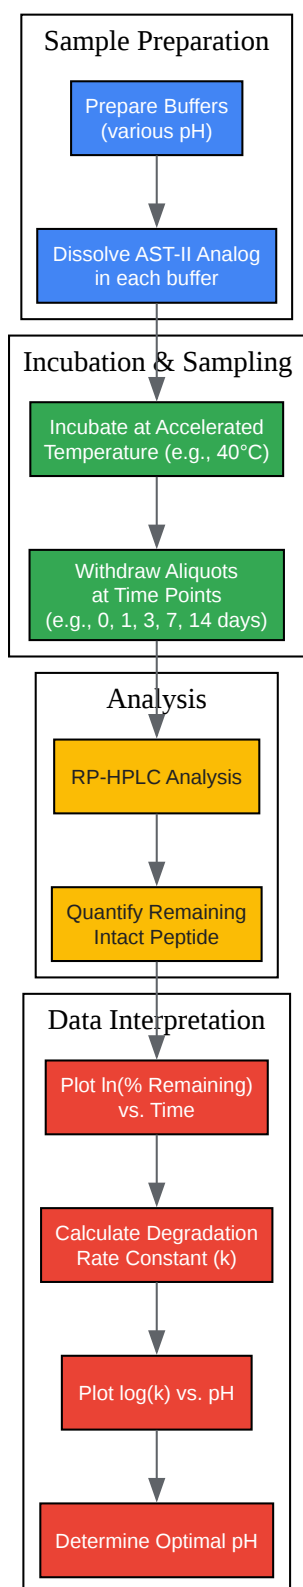 Sample Preparation
Prepare Buffers
(various pH)
Dissolve AST-II Analog
in each buffer
Incubation & Sampling
Incubate at Accelerated
Temperature (e.g., 40°C)
Withdraw Aliquots
at Time Points
(e.g., 0, 1, 3, 7, 14 days)
Analysis
RP-HPLC Analysis
Quantify Remaining
Intact Peptide
Data Interpretation
Plot ln(% Remaining)
vs. Time
Calculate Degradation
Rate Constant (k)
Plot log(k) vs. pH
Determine Optimal pH